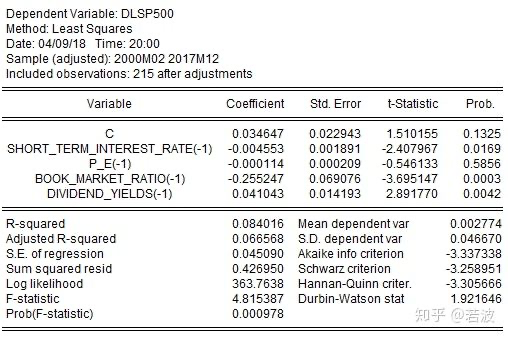 Dependent Variable: DLSP500
Method: Least Squares
Date: 04/09/18 Time: 20:00
Sample (adjusted): 2000M02 2017M12
Included observations: 215 after adjustments
Variable Coefficient Std. Error t-Statistic Prob.
C 0.034647 0.022943 1.510155 0.1325
SHORT_TERM_INTEREST_RATE(-1) -0.004553 0.001891 -2.407967 0.0169
P_E(-1) -0.000114 0.000209 -0.546133 0.5856
BOOK_MARKET_RATIO(-1) -0.255247 0.069076 -3.695147 0.0003
DIVIDEND_YIELDS(-1) 0.041043 0.014193 2.891770 0.0042
R-squared 0.084016 Mean dependent var 0.002774
Adjusted R-squared 0.066568 S.D. dependent var 0.046670
S.E. of regression 0.045090 Akaike info criterion -3.337338
Sum squared resid 0.426950 Schwarz criterion -3.258951
Log likelihood 363.7638 Hannan-Quinn criter. -3.305666
F-statistic 4.815387 Durbin-Watson stat 1.921646
Prob(F-statistic) 0.000978
知乎 @若波